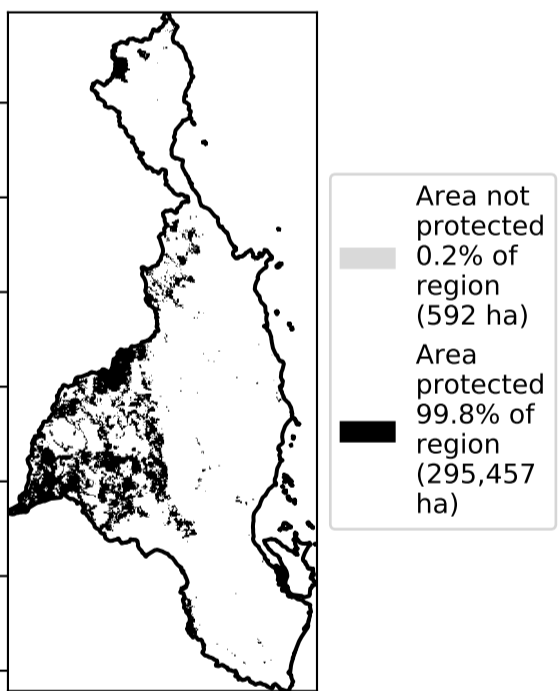 Area not
protected
0.2% of
region
(592 ha)
Area
protected
99.8% of
region
(295,457
ha)